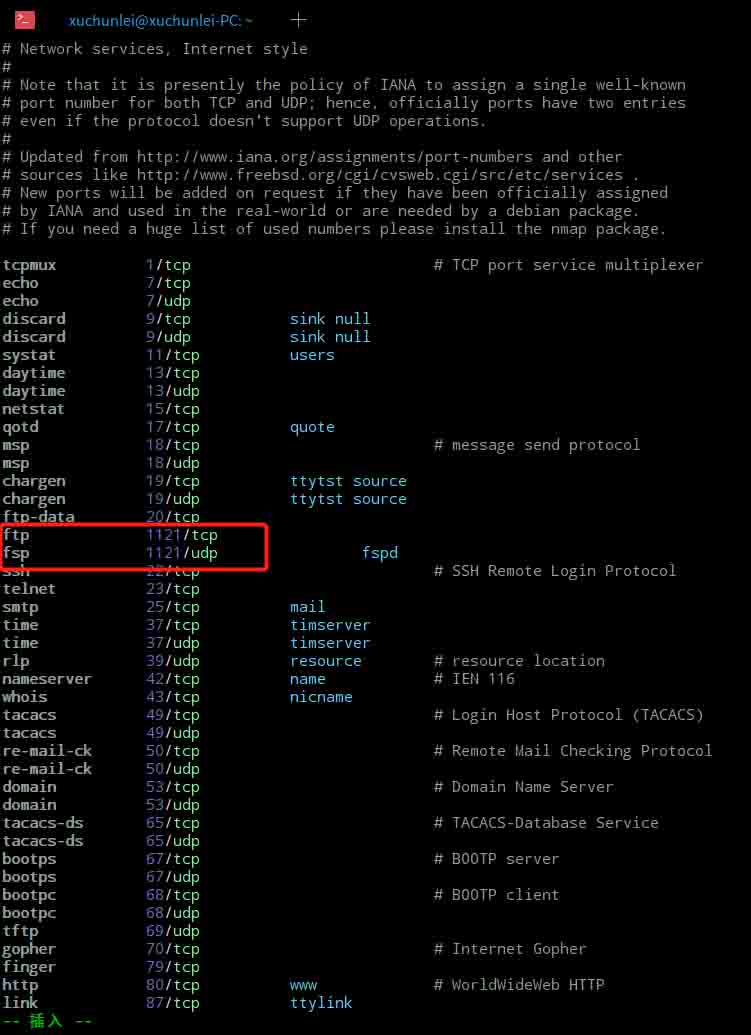 xuchunlei@xuchunlei-PC: ~
# Network services, Internet style
#
# Note that it is presently the policy of IANA to assign a single well-known
# port number for both TCP and UDP; hence, officially ports have two entries
# even if the protocol doesn't support UDP operations.
#
# Updated from http://www.iana.org/assignments/port-numbers and other
# sources like http://www.freebsd.org/cgi/cvsweb.cgi/src/etc/services .
# New ports will be added on request if they have been officially assigned
# by IANA and used in the real-world or are needed by a debian package.
# If you need a huge list of used numbers please install the nmap package.
tcpmux 1/tcp # TCP port service multiplexer
echo 7/tcp
echo 7/udp
discard 9/tcp sink null
discard 9/udp sink null
systat 11/tcp users
daytime 13/tcp
daytime 13/udp
netstat 15/tcp
qotd 17/tcp quote
msp 18/tcp # message send protocol
msp 18/udp
chargen 19/tcp ttytst source
chargen 19/udp ttytst source
ftp-data 20/tcp
ftp 1121/tcp
fsp 1121/udp fspd
ssh 22/tcp # SSH Remote Login Protocol
telnet 23/tcp
smtp 25/tcp mail
time 37/tcp timserver
time 37/udp timserver
rlp 39/udp resource # resource location
nameserver 42/tcp name # IEN 116
whois 43/tcp nicname
tacacs 49/tcp # Login Host Protocol (TACACS)
tacacs 49/udp
re-mail-ck 50/tcp # Remote Mail Checking Protocol
re-mail-ck 50/udp
domain 53/tcp # Domain Name Server
domain 53/udp
tacacs-ds 65/tcp # TACACS-Database Service
tacacs-ds 65/udp
bootps 67/tcp # BOOTP server
bootps 67/udp
bootpc 68/tcp # BOOTP client
bootpc 68/udp
tftp 69/udp
gopher 70/tcp # Internet Gopher
finger 79/tcp
http 80/tcp www # WorldWideWeb HTTP
link 87/tcp ttylink
-- 插入 --